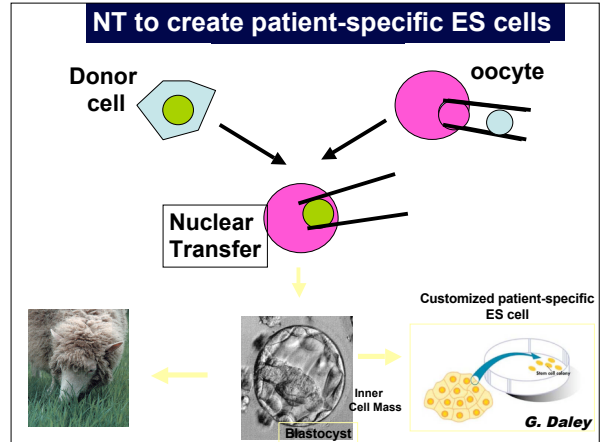 NT to create patient-specific ES cells
Donor
cell
oocyte
Nuclear
Transfer
Customized patient-specific
ES cell
Stem cell colony
Inner
Cell Mass
Blastocyst
G. Daley